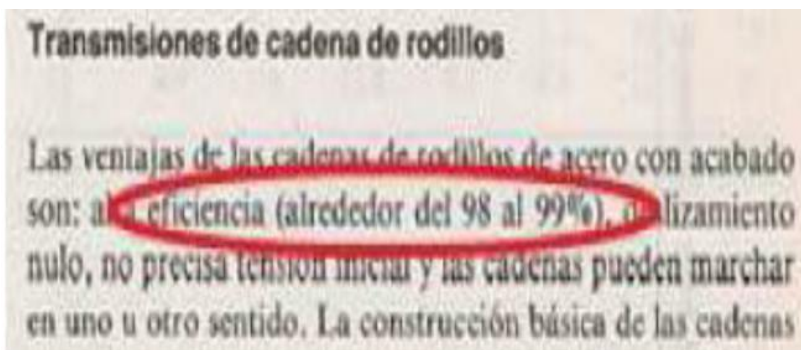 Transmisiones de cadena de rodillos
Las ventajas de las cadenas de rodillos de acero con acabado
son: alta eficiencia (alrededor del 98 al 99%), deslizamiento
nulo, no precisa tensión inicial y las cadenas pueden marchar
en uno u otro sentido. La construcción básica de las cadenas